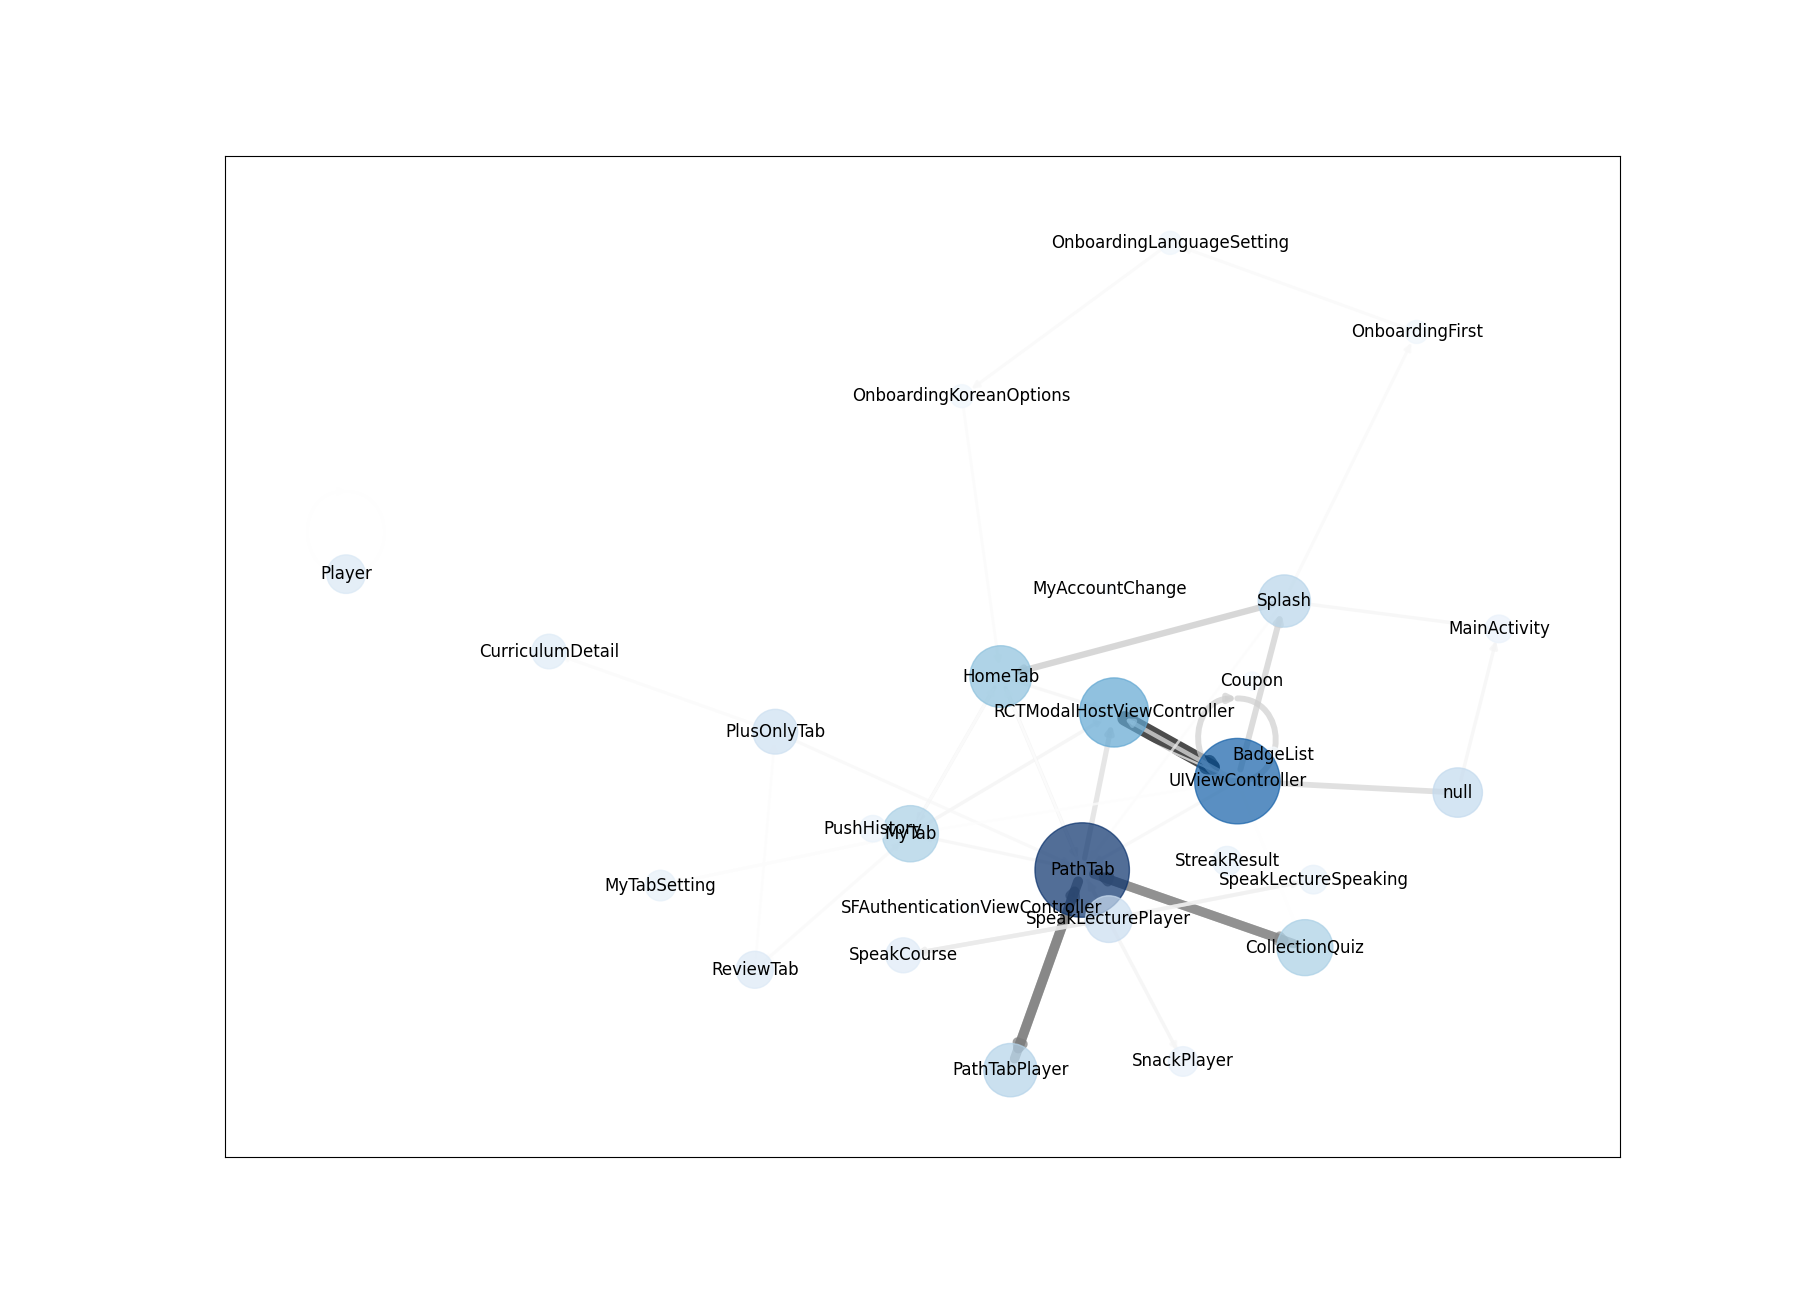 OnboardingLanguageSetting
OnboardingFirst
OnboardingKoreanOptions
Player
MyAccountChange
Splash
MainActivity
CurriculumDetail
HomeTab
Coupon
RCTModalHostViewController
PlusOnlyTab
BadgeList
UIViewController
null
PushHistory
MyTab
StreakResult
PathTab
SpeakLectureSpeaking
MyTabSetting
SFAuthenticationViewController
SpeakLecturePlayer
CollectionQuiz
SpeakCourse
ReviewTab
SnackPlayer
PathTabPlayer